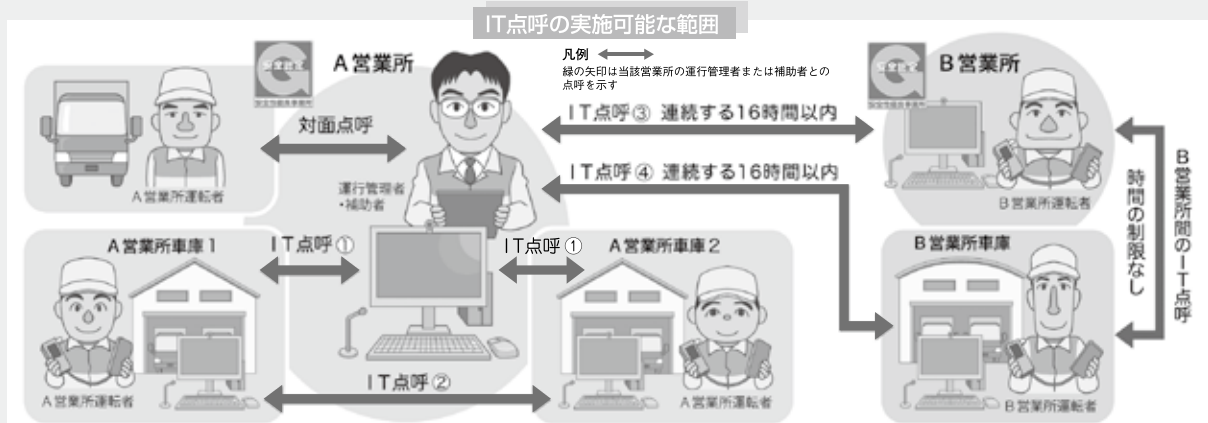 IT点呼の実施可能な範囲
凡例
緑の矢印は当該営業所の運行管理者または補助者との
点呼を示す
A営業所
対面点呼
A営業所運転者
運行管理者
・補助者
IT点呼③ 連続する16時間以内
IT点呼④ 連続する16時間以内
B営業所
B営業所運転者
B営業所間のIT点呼
時間の制限なし
A営業所車庫1
IT点呼①
IT点呼①
A営業所車庫2
B営業所車庫
A営業所運転者
IT点呼②
A営業所運転者
B営業所運転者